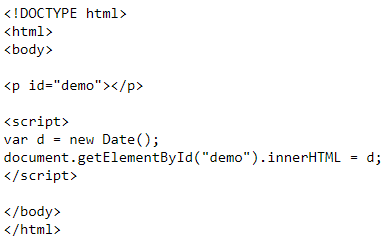 <!DOCTYPE html>
<html>
<body>
<p id="demo"></p>
<script>
var d = new Date();
document.getElementById("demo").innerHTML = d;
</script>
</body>
</html>